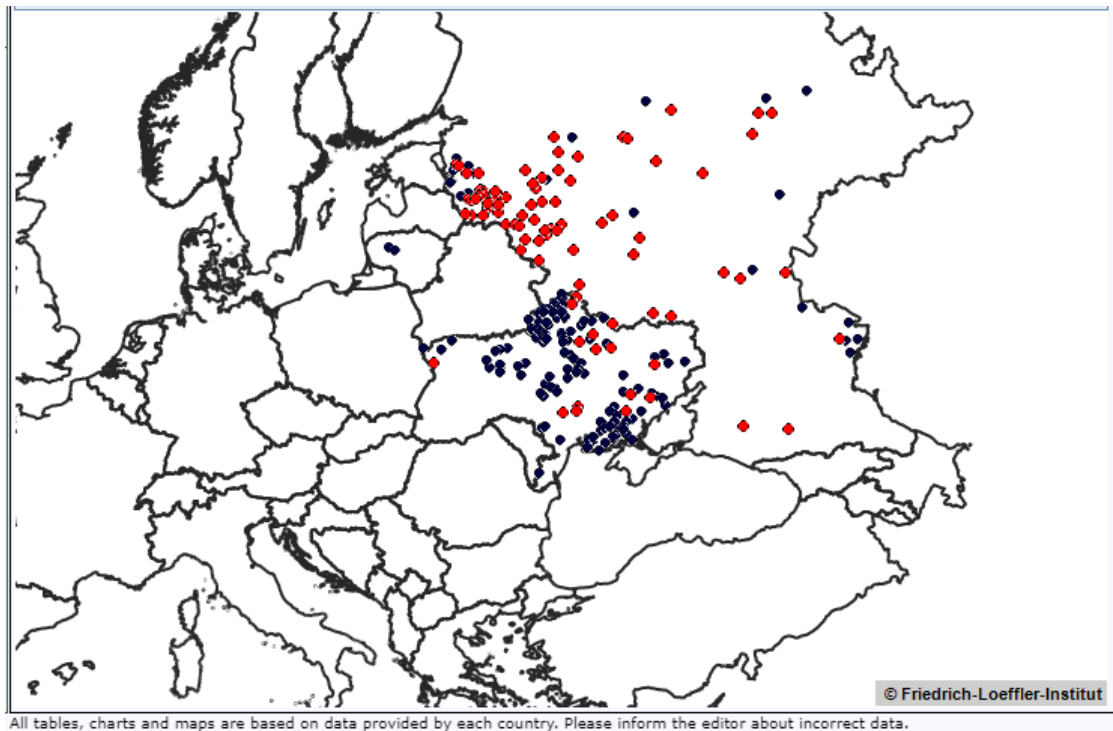 © Friedrich-Loeffler-Institut
All tables, charts and maps are based on data provided by each country. Please inform the editor about incorrect data.